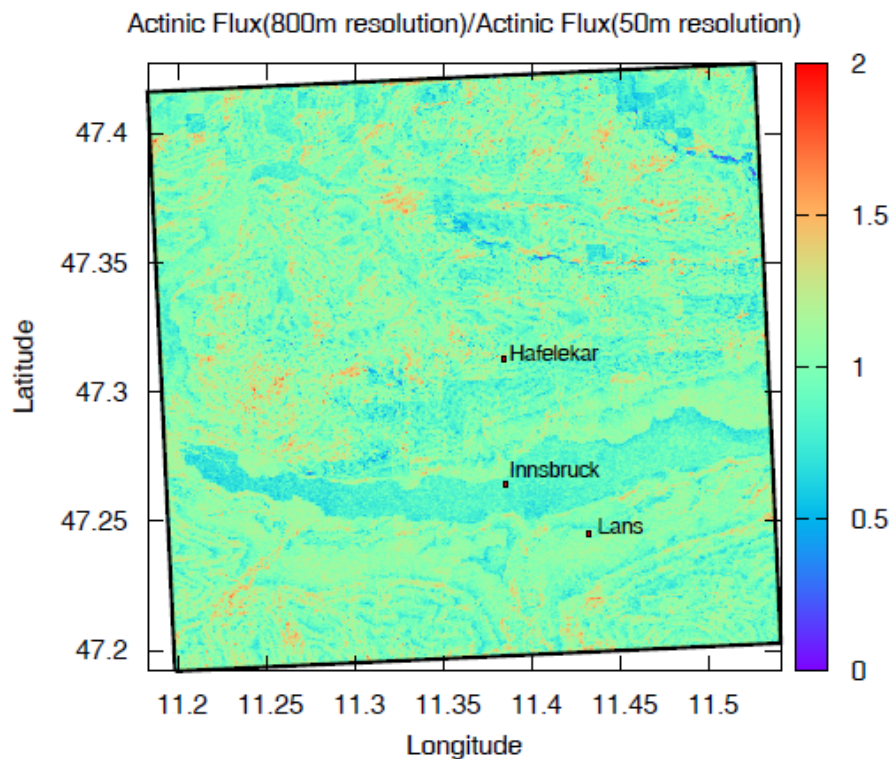 Actinic Flux(800m resolution)/Actinic Flux(50m resolution)
2
47.4
1.5
47.35
Hafelekar
1
Latitude
47.3
Innsbruck
0.5
47.25
Lans
47.2
0
11.2 11.25 11.3 11.35 11.4 11.45 11.5
Longitude